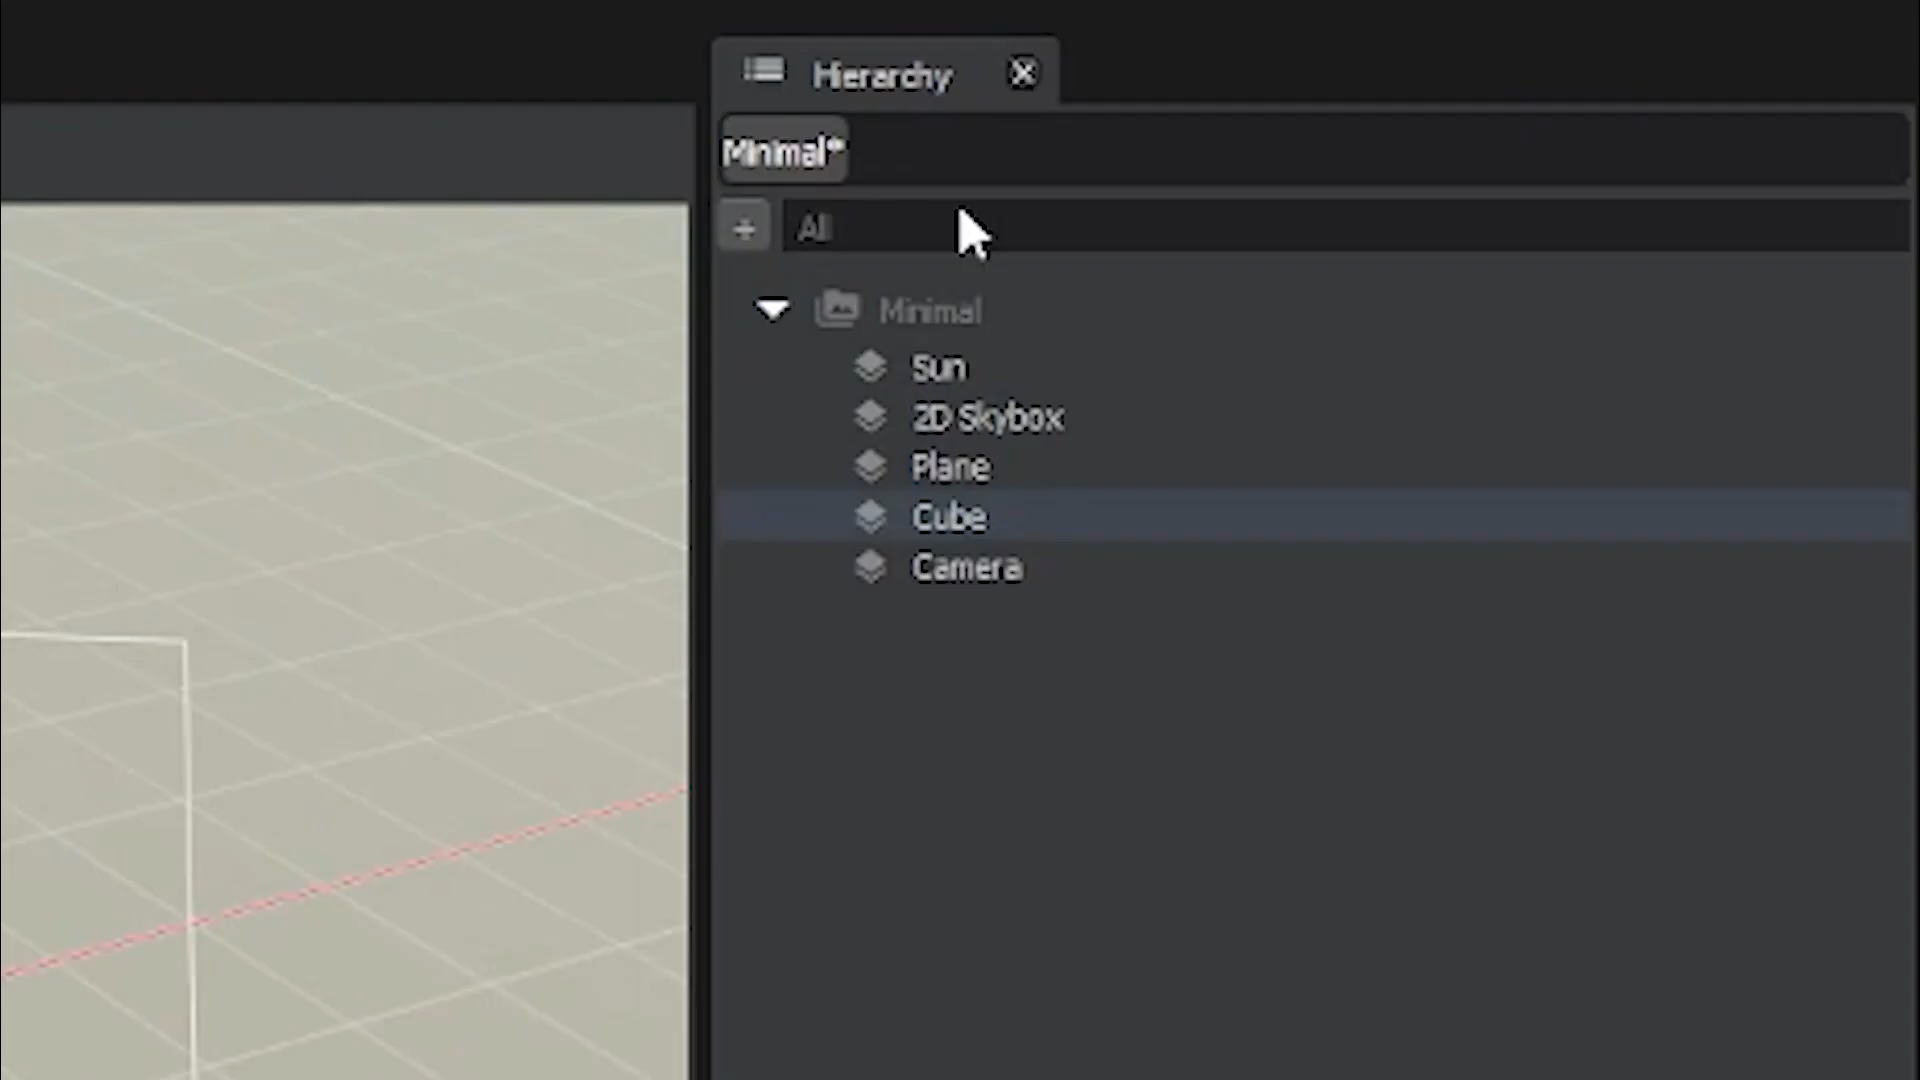 Hierarchy
Minimal*
+ All
Minimal
Sun
2D Skybox
Plane
Cube
Camera